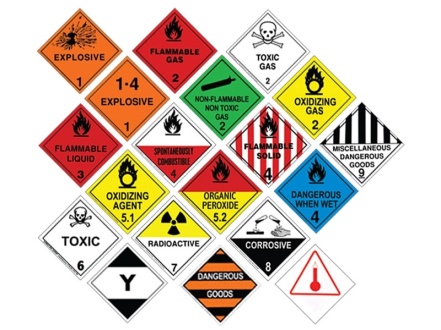 EXPLOSIVE
1
FLAMMABLE
GAS
2
TOXIC
GAS
2
1·4
EXPLOSIVE
1
NON-FLAMMABLE
NON TOXIC
GAS
2
OXIDIZING
GAS
2
FLAMMABLE
LIQUID
3
SPONTANEOUSLY
COMBUSTIBLE
4
FLAMMABLE
SOLID
4
MISCELLANEOUS
DANGEROUS
GOODS
9
OXIDIZING
AGENT
5.1
ORGANIC
PEROXIDE
5.2
DANGEROUS
WHEN WET
4
TOXIC
6
RADIOACTIVE
7
CORROSIVE
8
Y
DANGEROUS
GOODS